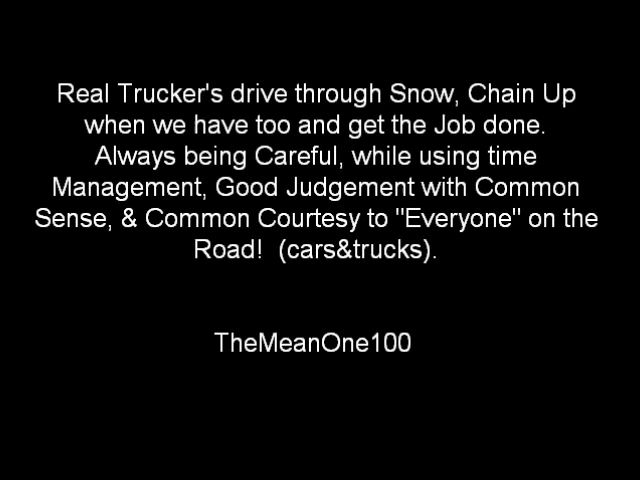 Real Trucker's drive through Snow, Chain Up
when we have too and get the Job done.
Always being Careful, while using time
Management, Good Judgement with Common
Sense, & Common Courtesy to "Everyone" on the
Road!  (cars&trucks).
TheMeanOne100